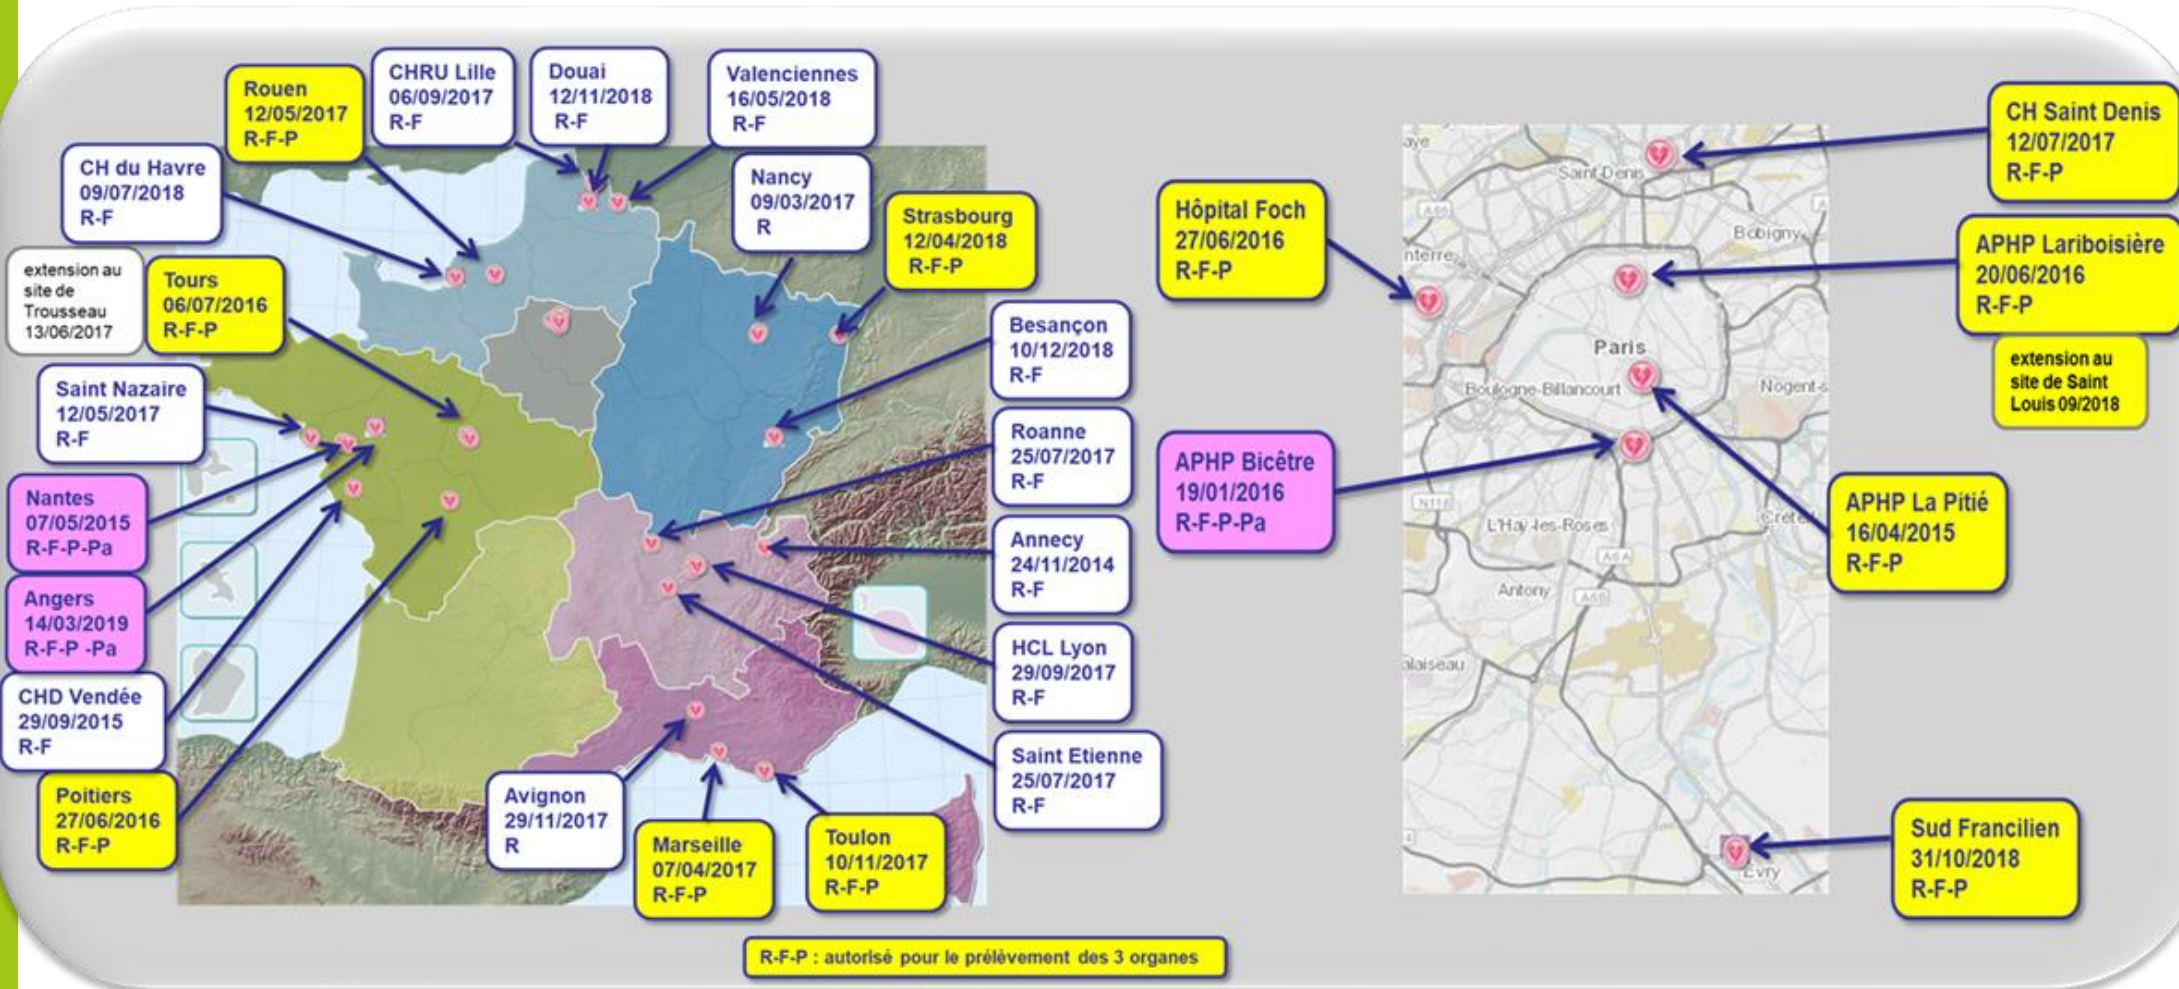 Rouen
12/05/2017
R-F-P
CHRU Lille
06/09/2017
R-F
Douai
12/11/2018
R-F
Valenciennes
16/05/2018
R-F
CH du Havre
09/07/2018
R-F
Nancy
09/03/2017
R
Strasbourg
12/04/2018
R-F-P
extension au
site de
Trousseau
13/06/2017
Tours
06/07/2016
R-F-P
Besançon
10/12/2018
R-F
Saint Nazaire
12/05/2017
R-F
Roanne
25/07/2017
R-F
Nantes
07/05/2015
R-F-P-Pa
Annecy
24/11/2014
R-F
Angers
14/03/2019
R-F-P -Pa
HCL Lyon
29/09/2017
R-F
CHD Vendée
29/09/2015
R-F
Saint Etienne
25/07/2017
R-F
Poitiers
27/06/2016
R-F-P
Avignon
29/11/2017
R
Marseille
07/04/2017
R-F-P
Toulon
10/11/2017
R-F-P
R-F-P : autorisé pour le prélèvement des 3 organes
CH Saint Denis
12/07/2017
R-F-P
Hôpital Foch
27/06/2016
R-F-P
APHP Lariboisière
20/06/2016
R-F-P
extension au
site de Saint
Louis 09/2018
APHP Bicêtre
19/01/2016
R-F-P-Pa
APHP La Pitié
16/04/2015
R-F-P
Sud Francilien
31/10/2018
R-F-P
aye
Saint-Denis
A86
Bobigny
nterre
Paris
Boulogne-Billancourt
Nogent-s
N118
L'Haÿ-les-Roses
Créteil
A6A
Antony
A6B
alaiseau
Évry